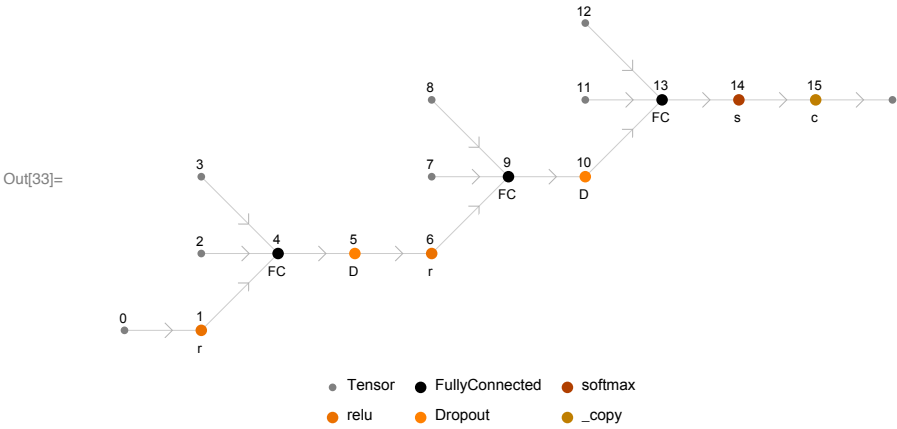 12
11
13
FC
14
s
15
c
8
7
9
FC
10
D
Out[33]=
3
2
4
FC
5
D
6
r
0
1
r
Tensor
FullyConnected
softmax
relu
Dropout
_copy